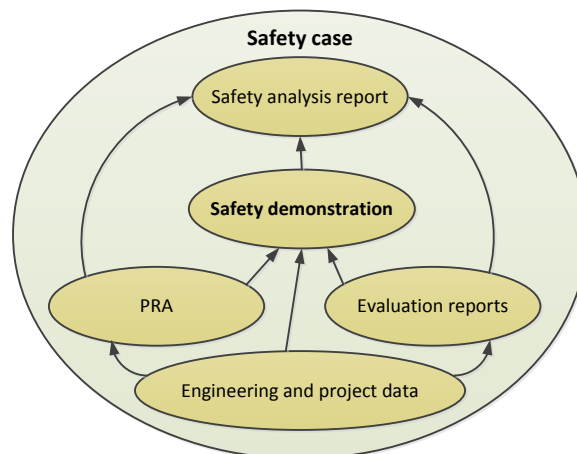 Safety case
Safety analysis report
Safety demonstration
PRA
Evaluation reports
Engineering and project data